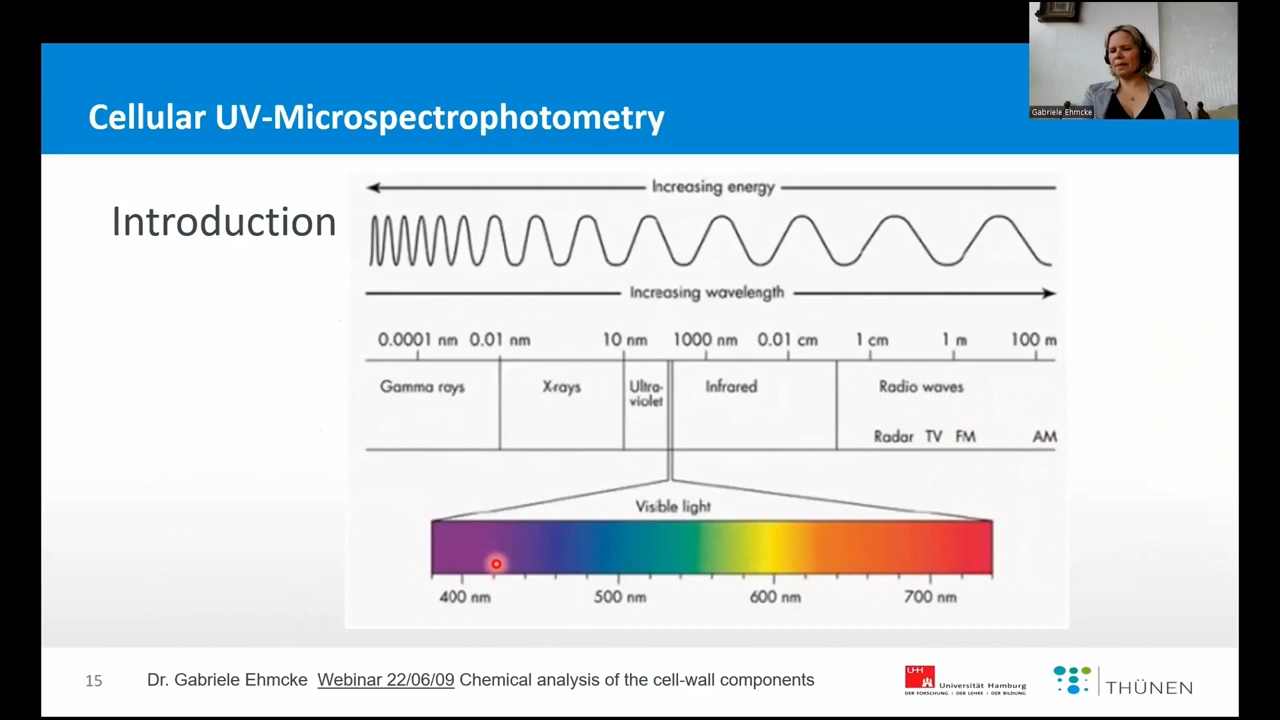 Gabriele Ehmcke
Cellular UV-Microspectrophotometry
Introduction
Increasing energy
Increasing wavelength
0.0001 nm 0.01 nm 10 nm 1000 nm 0.01 cm 1 cm 1 m 100 m
Gamma rays X-rays Ultra- Infrared Radio waves
violet
Radar TV FM AM
Visible light
400 nm 500 nm 600 nm 700 nm
15 Dr. Gabriele Ehmcke Webinar 22/06/09 Chemical analysis of the cell-wall components
UHH
Universität Hamburg
DER FORSCHUNG | DER LEHRE | DER BILDUNG
THÜNEN